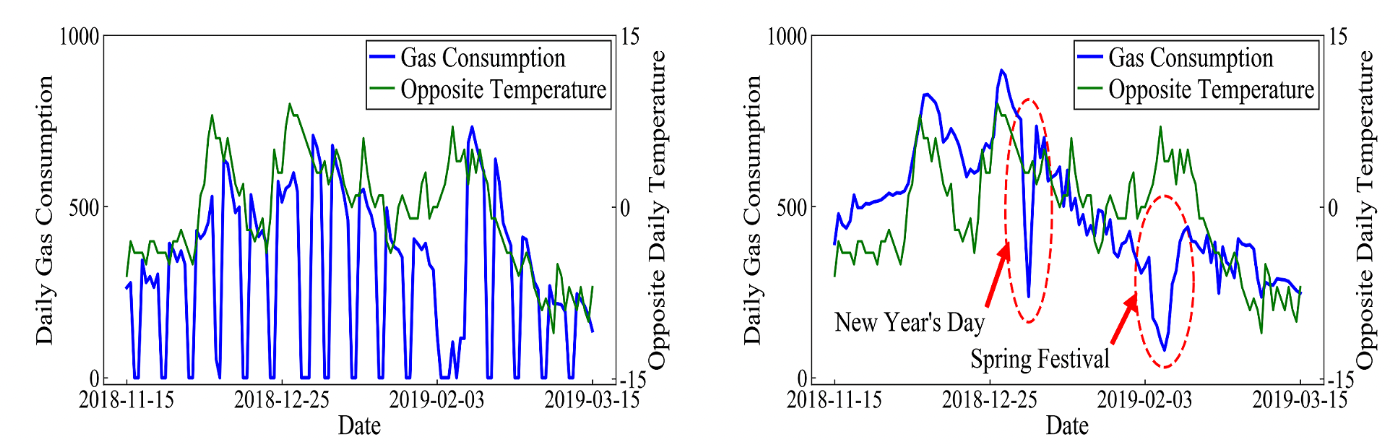 1000
500
0
Daily Gas Consumption
15
0
-15
Opposite Daily Temperature
Gas Consumption
Opposite Temperature
2018-11-15
2018-12-25
2019-02-03
2019-03-15
Date
1000
500
0
Daily Gas Consumption
15
0
-15
Opposite Daily Temperature
Gas Consumption
Opposite Temperature
New Year's Day
Spring Festival
2018-11-15
2018-12-25
2019-02-03
2019-03-15
Date